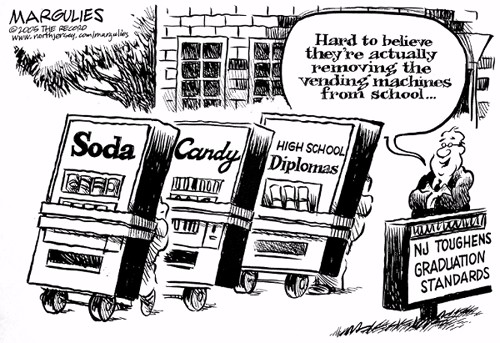 MARGULIES
©2005 THE RECORD
www.northjersey.com/margulies
Hard to believe
they're actually
removing the
vending machines
from school...
Soda
Candy
HIGH SCHOOL
Diplomas
NJ TOUGHENS
GRADUATION
STANDARDS